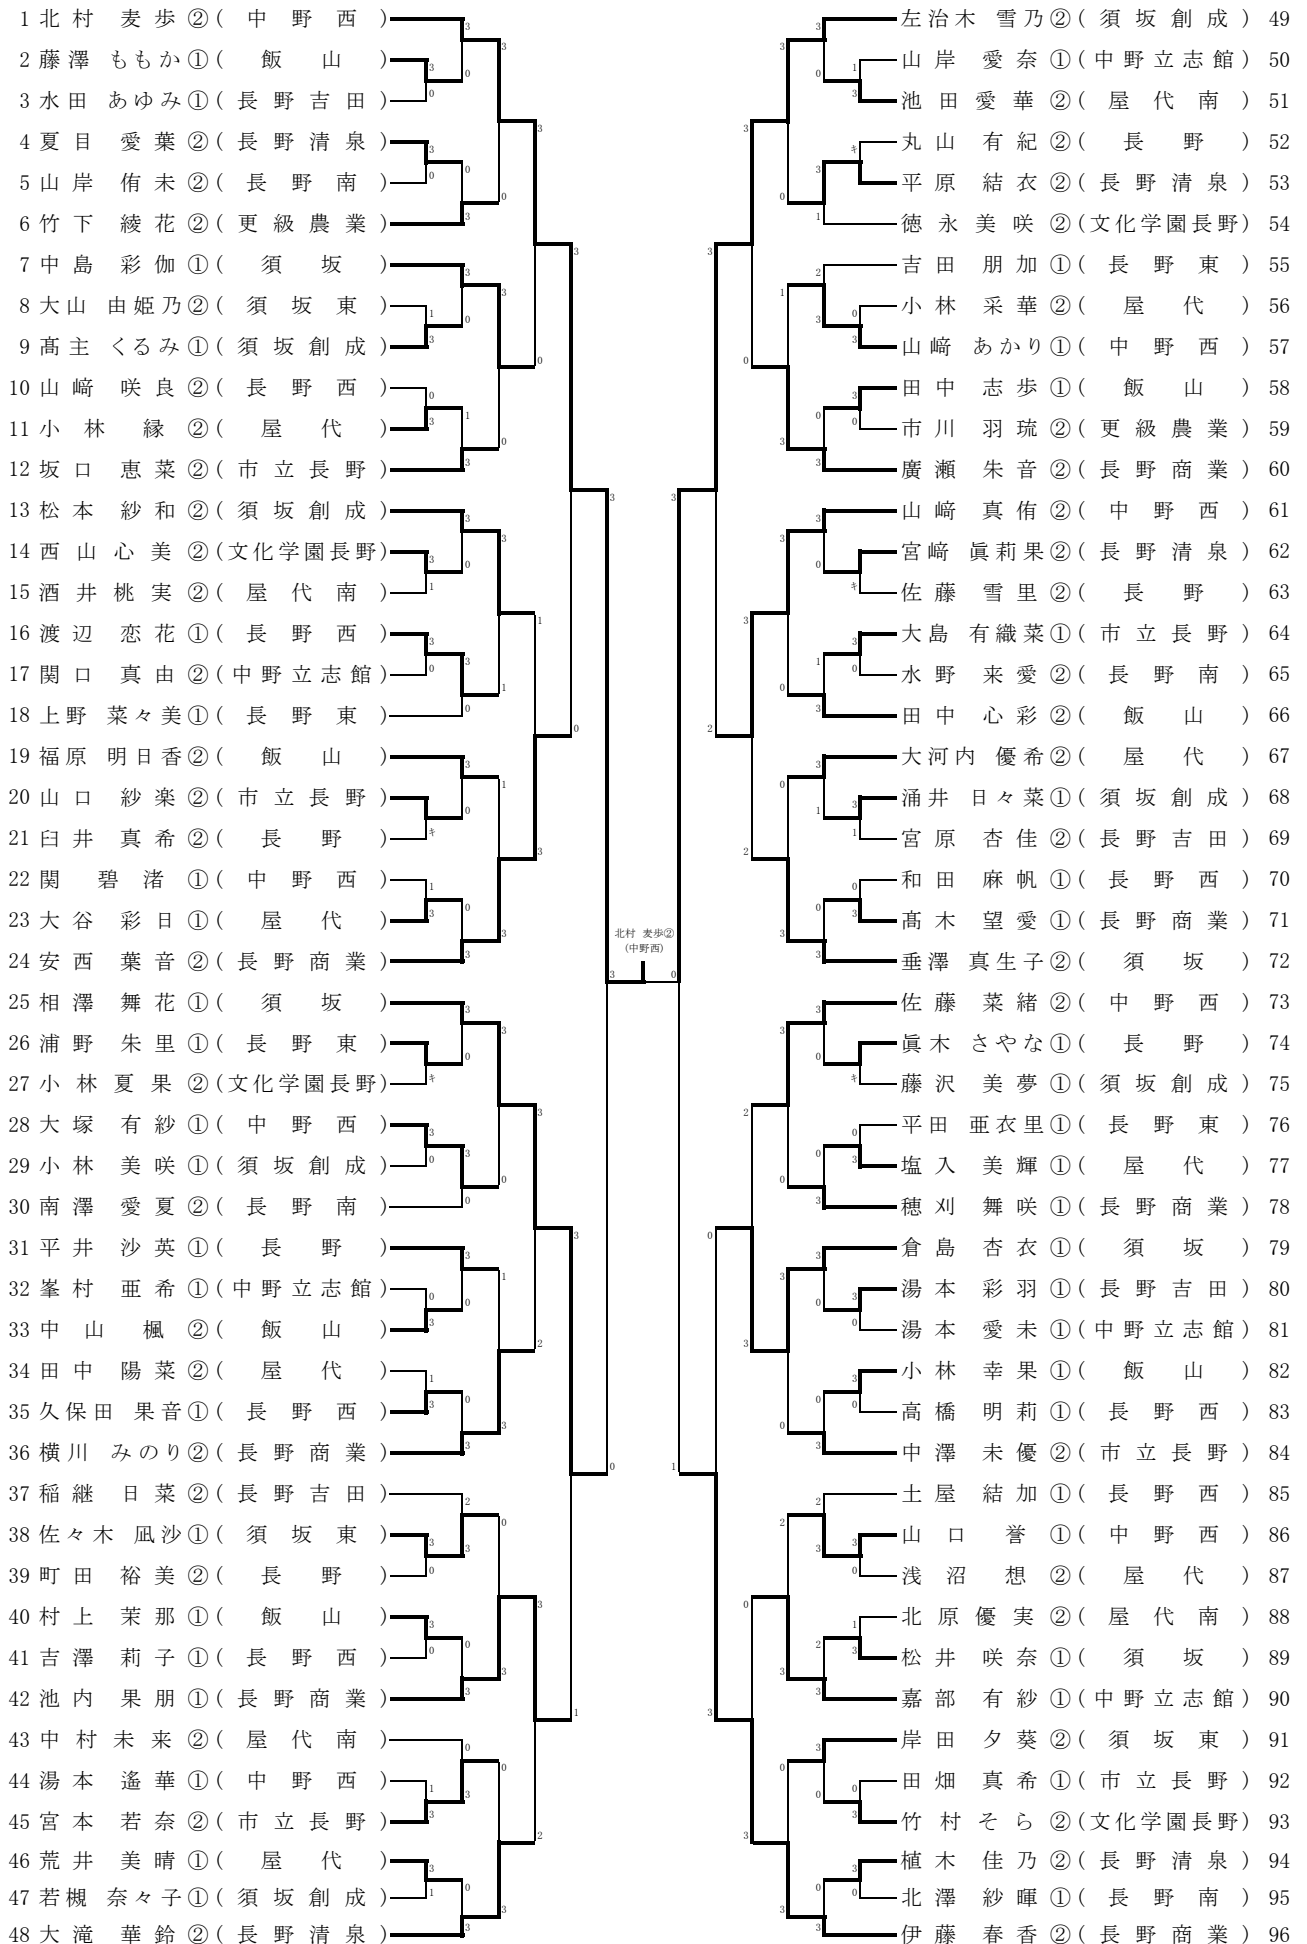 1 北村 麦歩 ② ( 中野西 )
2 藤澤 ももか ① ( 飯山 )
3 水田 あゆみ ① ( 長野吉田 )
4 夏目 愛葉 ② ( 長野清泉 )
5 山岸 侑未 ② ( 長野南 )
6 竹下 綾花 ② ( 更級農業 )
7 中島 彩伽 ① ( 須坂 )
8 大山 由姫乃 ② ( 須坂東 )
9 髙主 くるみ ① ( 須坂創成 )
10 山﨑 咲良 ② ( 長野西 )
11 小林 縁 ② ( 屋代 )
12 坂口 恵菜 ② ( 市立長野 )
13 松本 紗和 ② ( 須坂創成 )
14 西山 心美 ② (文化学園長野)
15 酒井 桃実 ② ( 屋代南 )
16 渡辺 恋花 ① ( 長野西 )
17 関口 真由 ② ( 中野立志館 )
18 上野 菜々美 ① ( 長野東 )
19 福原 明日香 ② ( 飯山 )
20 山口 紗楽 ② ( 市立長野 )
21 臼井 真希 ② ( 長野 )
22 関 碧渚 ① ( 中野西 )
23 大谷 彩日 ① ( 屋代 )
24 安西 葉音 ② ( 長野商業 )
25 相澤 舞花 ① ( 須坂 )
26 浦野 朱里 ① ( 長野東 )
27 小林 夏果 ② (文化学園長野)
28 大塚 有紗 ① ( 中野西 )
29 小林 美咲 ① ( 須坂創成 )
30 南澤 愛夏 ② ( 長野南 )
31 平井 沙英 ① ( 長野 )
32 峯村 亜希 ① ( 中野立志館 )
33 中山 楓 ② ( 飯山 )
34 田中 陽菜 ② ( 屋代 )
35 久保田 果音 ① ( 長野西 )
36 横川 みのり ② ( 長野商業 )
37 稲継 日菜 ② ( 長野吉田 )
38 佐々木 凪沙 ① ( 須坂東 )
39 町田 裕美 ② ( 長野 )
40 村上 茉那 ① ( 飯山 )
41 吉澤 莉子 ① ( 長野西 )
42 池内 果朋 ① ( 長野商業 )
43 中村 未来 ② ( 屋代南 )
44 湯本 遙華 ① ( 中野西 )
45 宮本 若奈 ② ( 市立長野 )
46 荒井 美晴 ① ( 屋代 )
47 若槻 奈々子 ① ( 須坂創成 )
48 大滝 華鈴 ② ( 長野清泉 )
北村 麦歩②
(中野西)
左治木 雪乃 ② ( 須坂創成 ) 49
山岸 愛奈 ① ( 中野立志館 ) 50
池田 愛華 ② ( 屋代南 ) 51
丸山 有紀 ② ( 長野 ) 52
平原 結衣 ② ( 長野清泉 ) 53
徳永 美咲 ② (文化学園長野) 54
吉田 朋加 ① ( 長野東 ) 55
小林 采華 ② ( 屋代 ) 56
山﨑 あかり ① ( 中野西 ) 57
田中 志歩 ① ( 飯山 ) 58
市川 羽琉 ② ( 更級農業 ) 59
廣瀬 朱音 ② ( 長野商業 ) 60
山﨑 真侑 ② ( 中野西 ) 61
宮﨑 眞莉果 ② ( 長野清泉 ) 62
佐藤 雪里 ② ( 長野 ) 63
大島 有織菜 ① ( 市立長野 ) 64
水野 来愛 ② ( 長野南 ) 65
田中 心彩 ② ( 飯山 ) 66
大河内 優希 ② ( 屋代 ) 67
涌井 日々菜 ① ( 須坂創成 ) 68
宮原 杏佳 ② ( 長野吉田 ) 69
和田 麻帆 ① ( 長野西 ) 70
髙木 望愛 ① ( 長野商業 ) 71
垂澤 真生子 ② ( 須坂 ) 72
佐藤 菜緒 ② ( 中野西 ) 73
眞木 さやな ① ( 長野 ) 74
藤沢 美夢 ① ( 須坂創成 ) 75
平田 亜衣里 ① ( 長野東 ) 76
塩入 美輝 ① ( 屋代 ) 77
穂刈 舞咲 ① ( 長野商業 ) 78
倉島 杏衣 ① ( 須坂 ) 79
湯本 彩羽 ① ( 長野吉田 ) 80
湯本 愛未 ① ( 中野立志館 ) 81
小林 幸果 ① ( 飯山 ) 82
高橋 明莉 ① ( 長野西 ) 83
中澤 未優 ② ( 市立長野 ) 84
土屋 結加 ① ( 長野西 ) 85
山口 誉 ① ( 中野西 ) 86
浅沼 想 ② ( 屋代 ) 87
北原 優実 ② ( 屋代南 ) 88
松井 咲奈 ① ( 須坂 ) 89
嘉部 有紗 ① ( 中野立志館 ) 90
岸田 夕葵 ② ( 須坂東 ) 91
田畑 真希 ① ( 市立長野 ) 92
竹村 そら ② (文化学園長野) 93
植木 佳乃 ② ( 長野清泉 ) 94
北澤 紗暉 ① ( 長野南 ) 95
伊藤 春香 ② ( 長野商業 ) 96